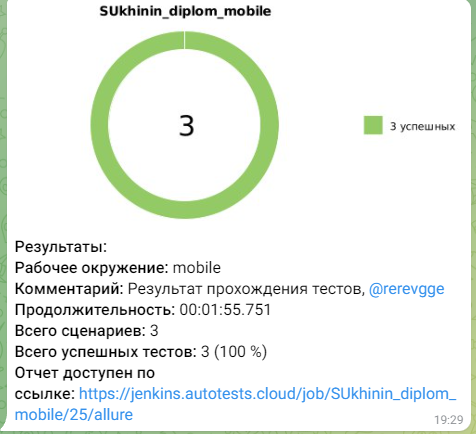 SUkhinin_diplom_mobile
3
3 успешных
Результаты:
Рабочее окружение: mobile
Комментарий: Результат прохождения тестов, @rerevgge
Продолжительность: 00:01:55.751
Всего сценариев: 3
Всего успешных тестов: 3 (100 %)
Отчет доступен по
ссылке: https://jenkins.autotests.cloud/job/SUkhinin_diplom_
mobile/25/allure
19:29